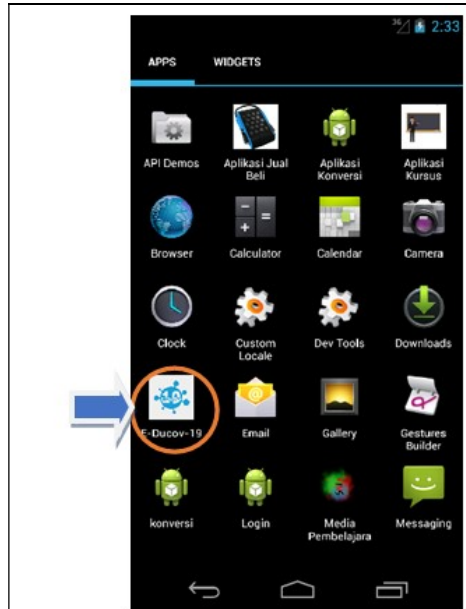 3G 2:33
APPS WIDGETS
API Demos Aplikasi Jual Beli Aplikasi Konversi Aplikasi Kursus
Browser Calculator Calendar Camera
Clock Custom Locale Dev Tools Downloads
E-Ducov-19 Email Gallery Gestures Builder
konversi Login Media Pembelajara Messaging